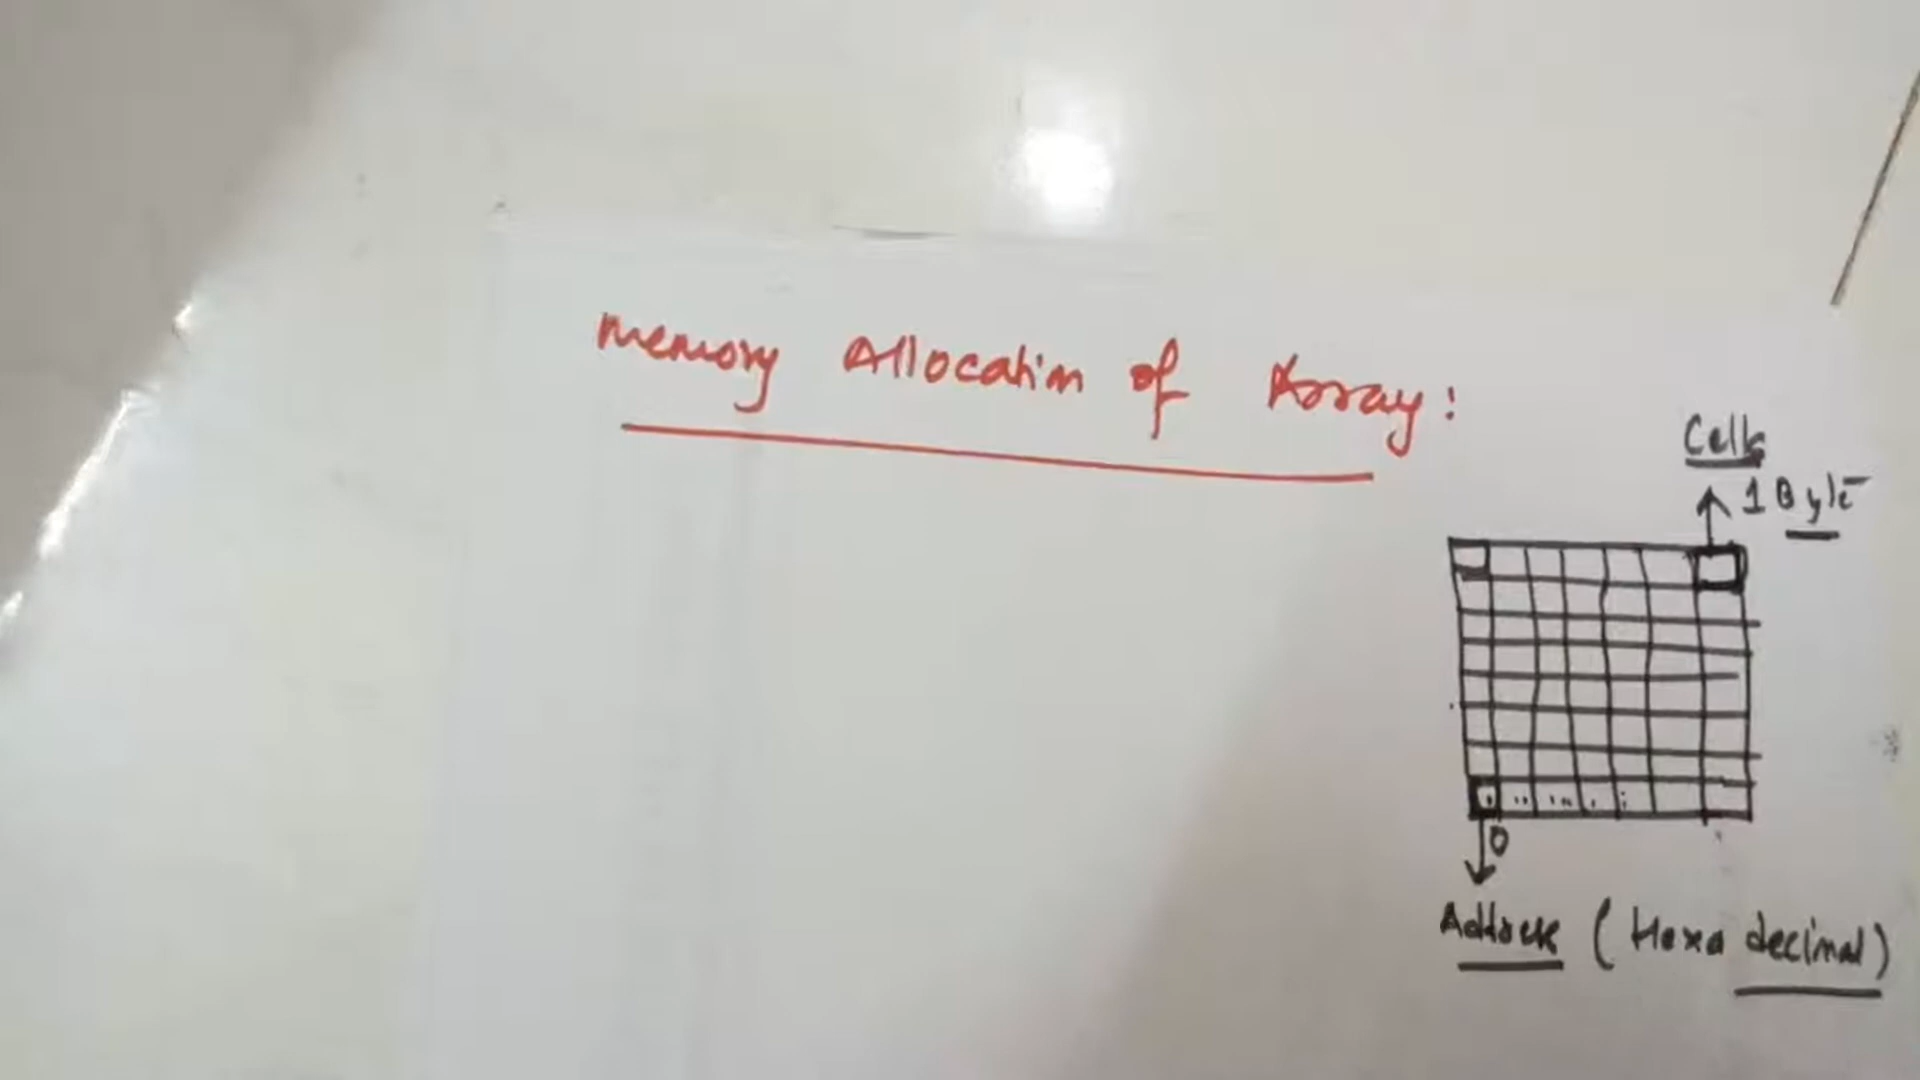 Memory Allocation of Array:
Cells
1 Byte
0
Address (Hexa decimal)